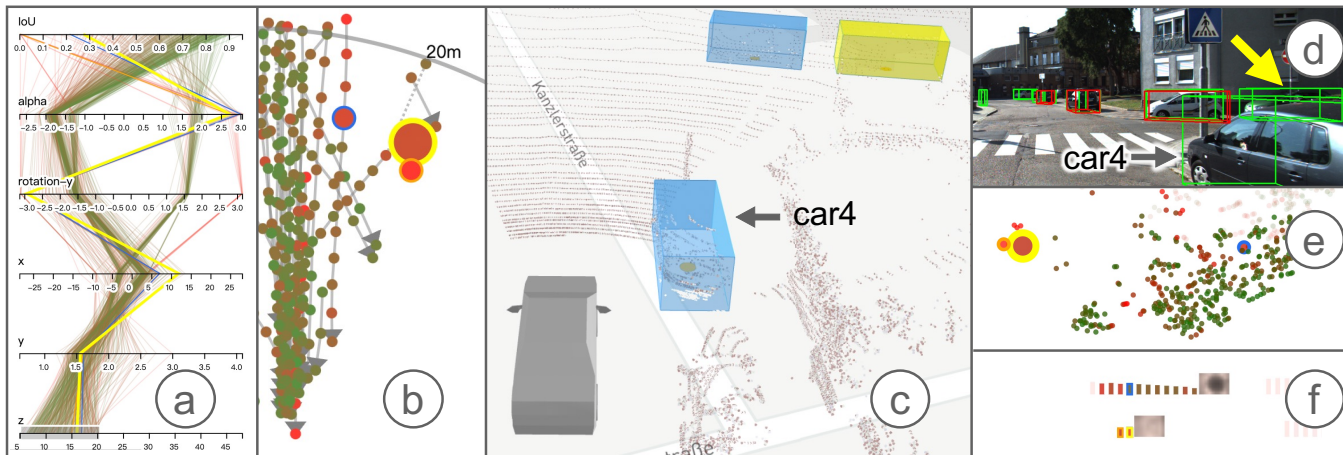 IoU
0.0 0.1 0.2 0.3 0.4 0.5 0.6 0.7 0.8 0.9
alpha
-2.5 -2.0 -1.5 -1.0 -0.5 0.0 0.5 1.0 1.5 2.0 2.5 3.0
rotation-y
-3.0 -2.5 -2.0 -1.5 -1.0 -0.5 0.0 0.5 1.0 1.5 2.0 2.5 3.0
x
-25 -20 -15 -10 -5 0 5 10 15 20 25
y
1.5 2.0 2.5 3.0 3.5 4.0
z
5 10 15 20 25 30 35 40 45
a
20m
b
Kanzlerstraße
car4
straße
c
d
car4
e
f